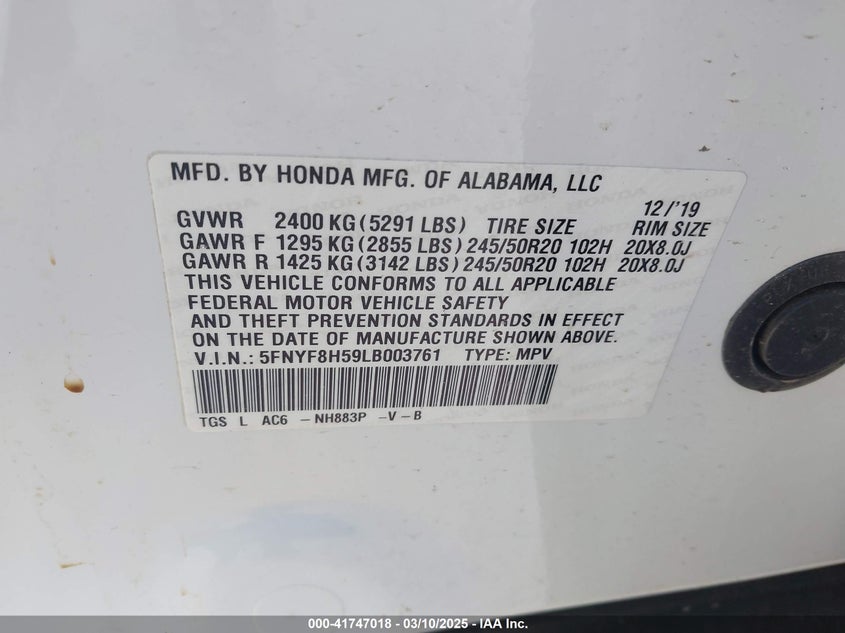 MFD. BY HONDA MFG. OF ALABAMA, LLC
12/'19
GVWR 2400 KG (5291 LBS) TIRE SIZE RIM SIZE
GAWR F 1295 KG (2855 LBS) 245/50R20 102H 20X8.0J
GAWR R 1425 KG (3142 LBS) 245/50R20 102H 20X8.0J
THIS VEHICLE CONFORMS TO ALL APPLICABLE
FEDERAL MOTOR VEHICLE SAFETY
AND THEFT PREVENTION STANDARDS IN EFFECT
ON THE DATE OF MANUFACTURE SHOWN ABOVE.
V.I.N.: 5FNYF8H59LB003761 TYPE: MPV
TGS L AC6 -NH883P -V-B
000-41747018 - 03/10/2025 - IAA Inc.